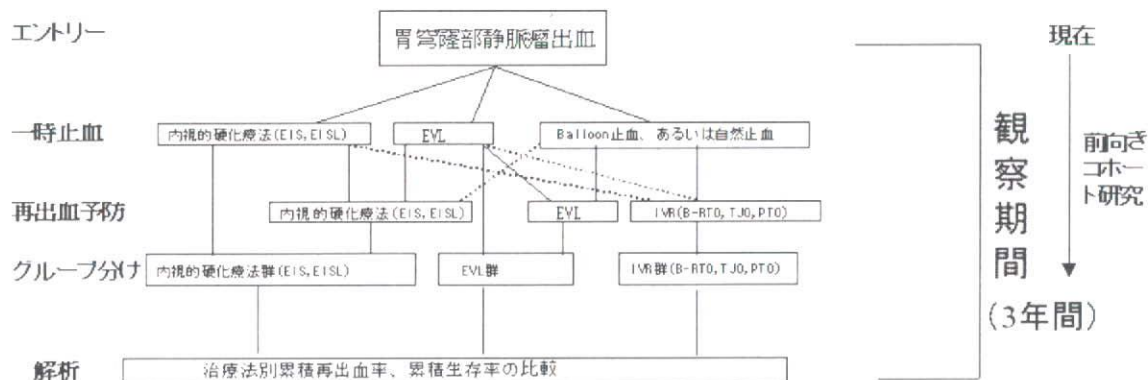 エントリー
胃穹窿部静脈瘤出血
現在
一時止血
内視的硬化療法(EIS,EISL)
EVL
Balloon止血、あるいは自然止血
観察期間
(3年間)
前向き
コホー
ト研究
再出血予防
内視的硬化療法(EIS,EISL)
EVL
IVR(B-RTO,TJO,PTO)
グループ分け
内視的硬化療法群(EIS,EISL)
EVL群
IVR群(B-RTO,TJO,PTO)
解析
治療法別累積再出血率、累積生存率の比較